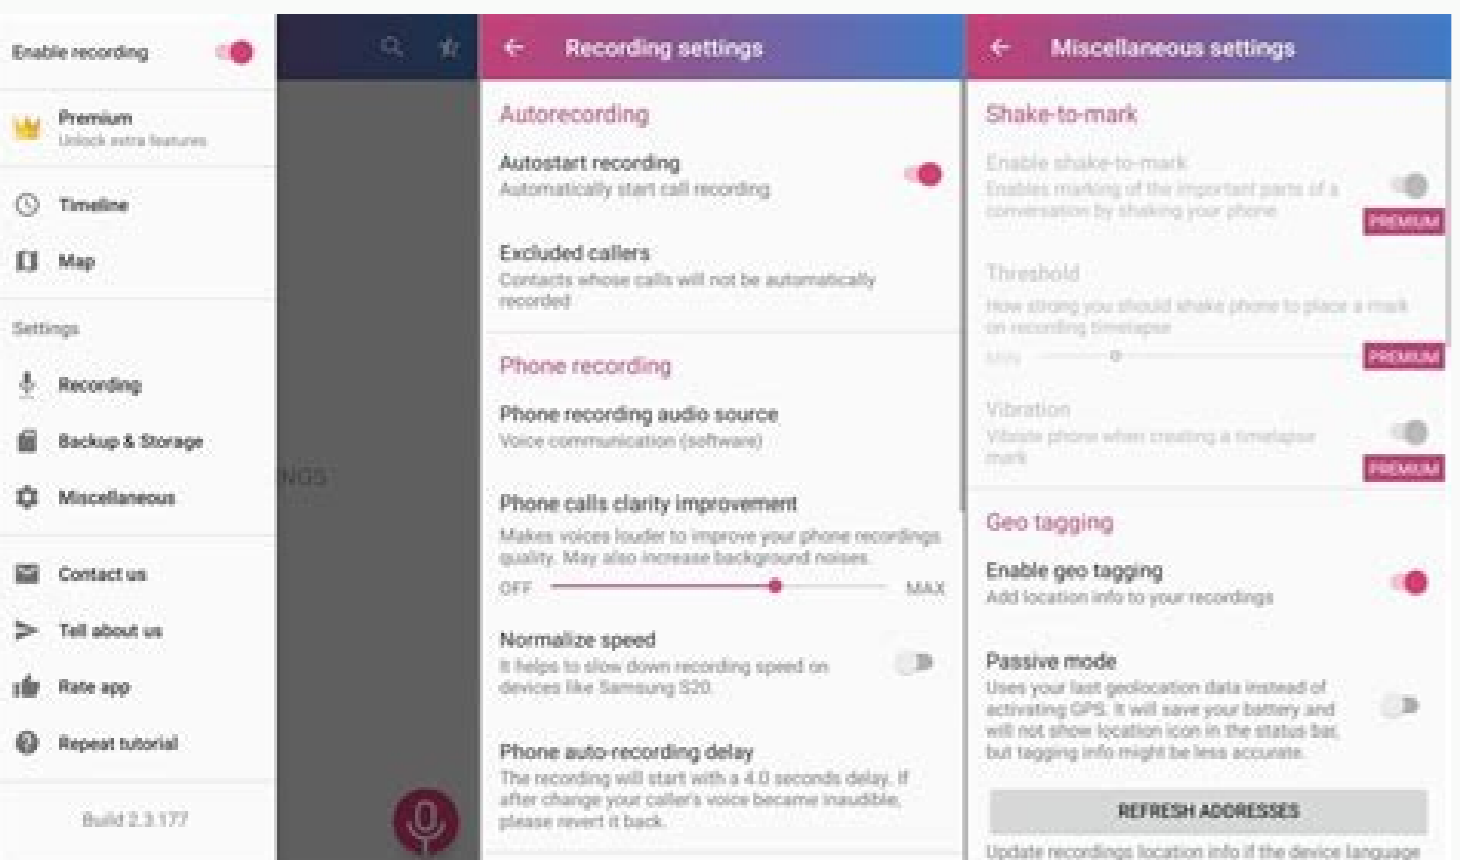 Enable recording
Premium
Unlock extra features
Timeline
Map
Settings
Recording
Backup & Storage
Miscellaneous
Contact us
Tell about us
Rate app
Repeat tutorial
Build 2.3.177
NGS
Recording settings
Autorecording
Autostart recording
Automatically start call recording
Excluded callers
Contacts whose calls will not be automatically
recorded
Phone recording
Phone recording audio source
Voice communication (software)
Phone calls clarity improvement
Makes voices louder to improve your phone recordings
quality. May also increase background noises.
OFF MAX
Normalize speed
It helps to slow down recording speed on
devices like Samsung S20.
Phone auto-recording delay
The recording will start with a 4.0 seconds delay. If
after change your caller's voice became inaudible,
please revert it back.
Miscellaneous settings
Shake-to-mark
Enable shake-to-mark
Enables marking of the important parts of a
conversation by shaking your phone
PREMIUM
Threshold
How strong you should shake phone to place a mark
on recording timelapse
MIN
PREMIUM
Vibration
Vibrate phone when creating a timelapse
mark
PREMIUM
Geo tagging
Enable geo tagging
Add location info to your recordings
Passive mode
Uses your last geolocation data instead of
activating GPS. It will save your battery and
will not show location icon in the status bar,
but tagging info might be less accurate.
REFRESH ADDRESSES
Update recordings location info if the device language